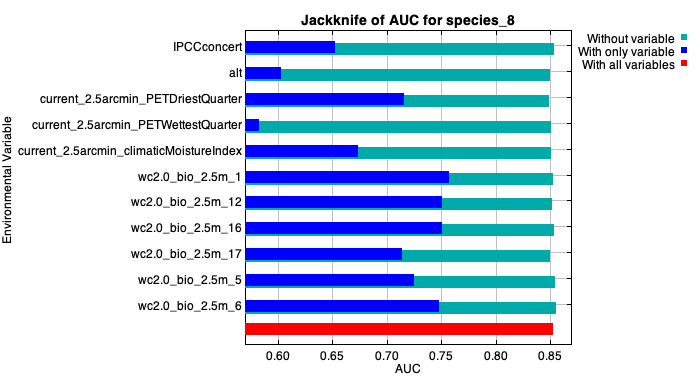 Jackknife of AUC for species_8
Without variable
With only variable
With all variables
Environmental Variable
IPCCconcert
alt
current_2.5arcmin_PETDriestQuarter
current_2.5arcmin_PETWettestQuarter
current_2.5arcmin_climaticMoistureIndex
wc2.0_bio_2.5m_1
wc2.0_bio_2.5m_12
wc2.0_bio_2.5m_16
wc2.0_bio_2.5m_17
wc2.0_bio_2.5m_5
wc2.0_bio_2.5m_6
0.60 0.65 0.70 0.75 0.80 0.85
AUC